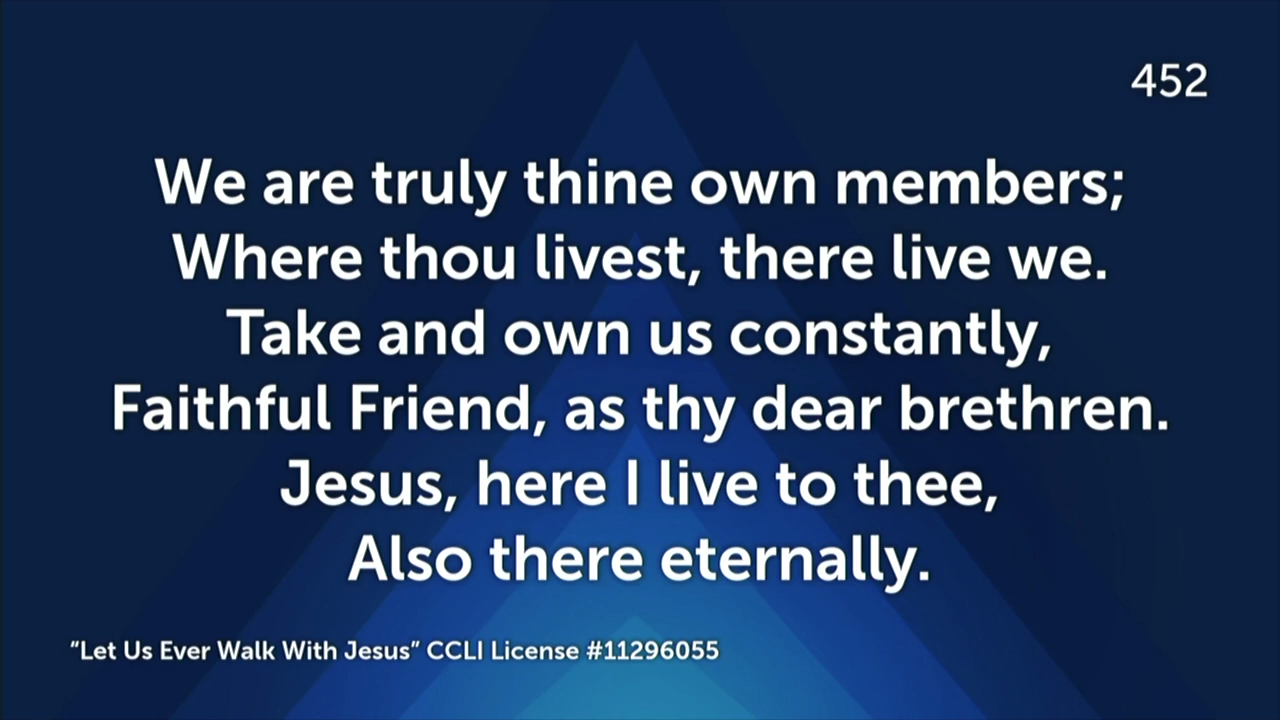 452
We are truly thine own members;
Where thou livest, there live we.
Take and own us constantly,
Faithful Friend, as thy dear brethren.
Jesus, here I live to thee,
Also there eternally.
“Let Us Ever Walk With Jesus” CCLI License #11296055